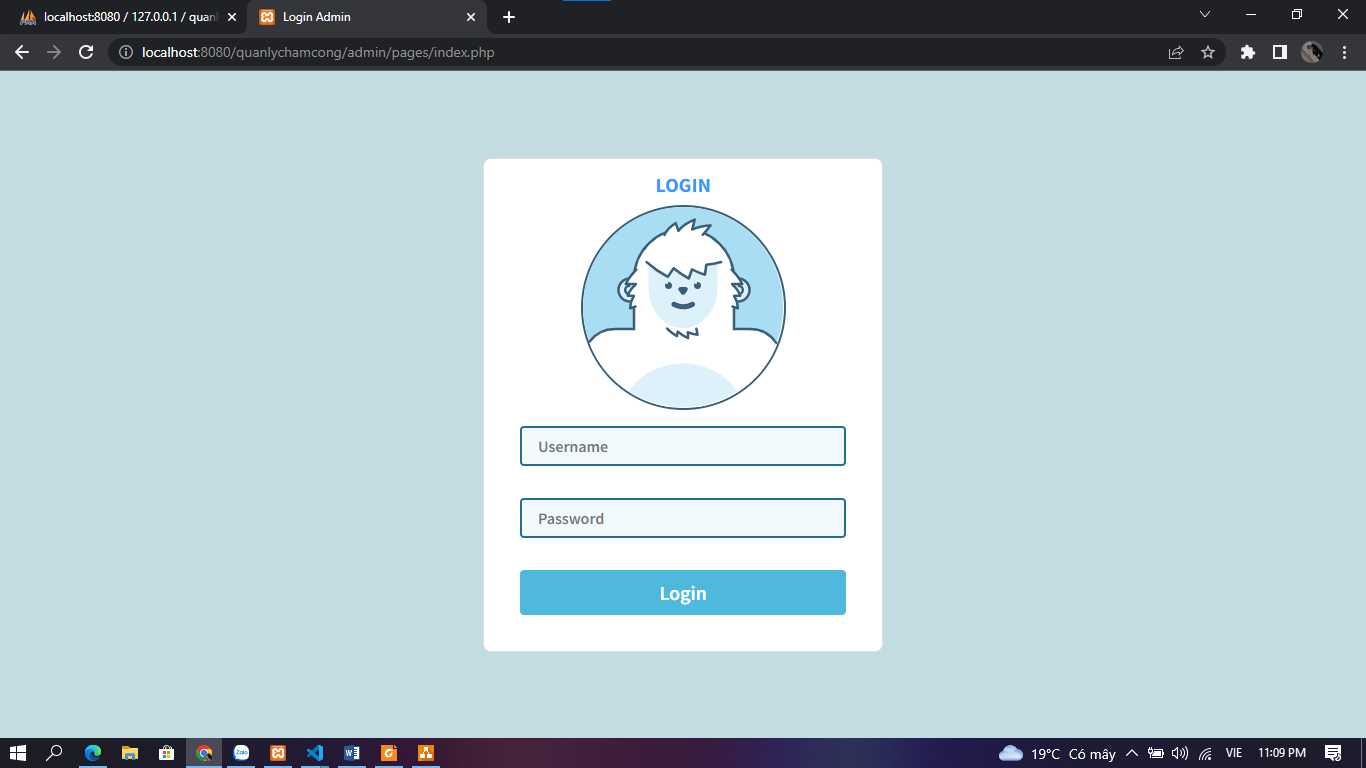 localhost:8080 / 127.0.0.1 / quanl
Login Admin
localhost:8080/quanlychamcong/admin/pages/index.php
LOGIN
Username
Password
Login
Zalo
19°C Có mây
VIE
11:09 PM